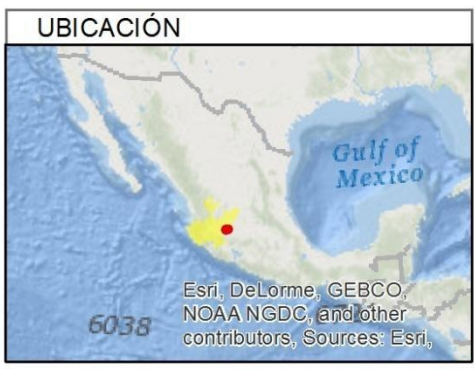 UBICACIÓN
Gulf of
Mexico
Esri, DeLorme, GEBCO,
NOAA NGDC, and other
contributors, Sources: Esri,
6038